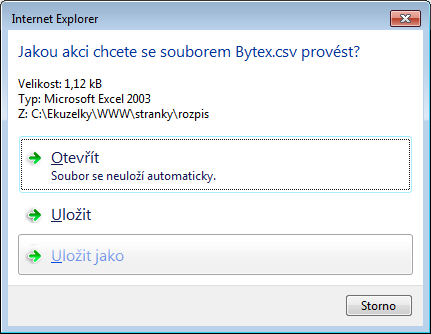 Internet Explorer
Jakou akci chcete se souborem Bytex.csv provést?
Velikost: 1,12 kB
Typ: Microsoft Excel 2003
Z: C:\Ekuzelky\WWW\stranky\rozpis
Otevřít
Soubor se neuloží automaticky.
Uložit
Uložit jako
Storno